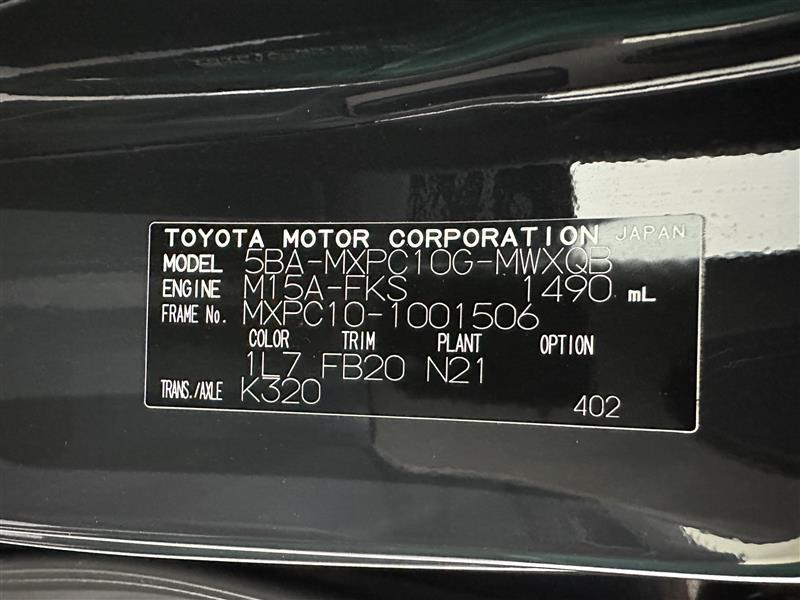 TOYOTA MOTOR CORPORATION JAPAN
MODEL 5BA-MXPC10G-MWXQB
ENGINE M15A-FKS 1490 mL
FRAME No. MXPC10-1001506
COLOR TRIM PLANT OPTION
1L7 FB20 N21
TRANS./AXLE K320
402